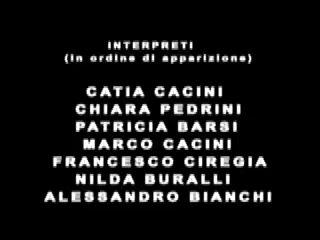 INTERPRETI
(in ordine di apparizione)
CATIA CACINI
CHIARA PEDRINI
PATRICIA BARSI
MARCO CACINI
FRANCESCO CIREGIA
NILDA BURALLI
ALESSANDRO BIANCHI